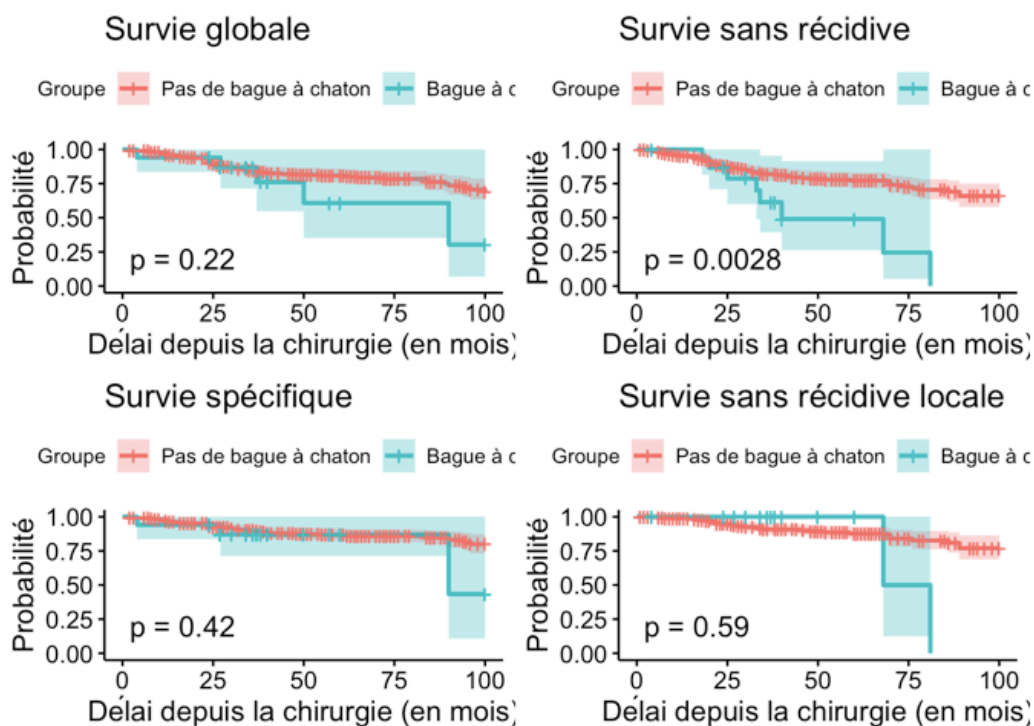 Survie globale
Groupe Pas de bague à chaton Bague à c
Probabilité
1.00
0.75
0.50
0.25
0.00
p = 0.22
0 25 50 75 100
Délai depuis la chirurgie (en mois)
Survie sans récidive
Groupe Pas de bague à chaton Bague à c
Probabilité
1.00
0.75
0.50
0.25
0.00
p = 0.0028
0 25 50 75 100
Délai depuis la chirurgie (en mois)
Survie spécifique
Groupe Pas de bague à chaton Bague à c
Probabilité
1.00
0.75
0.50
0.25
0.00
p = 0.42
0 25 50 75 100
Délai depuis la chirurgie (en mois)
Survie sans récidive locale
Groupe Pas de bague à chaton Bague à c
Probabilité
1.00
0.75
0.50
0.25
0.00
p = 0.59
0 25 50 75 100
Délai depuis la chirurgie (en mois)